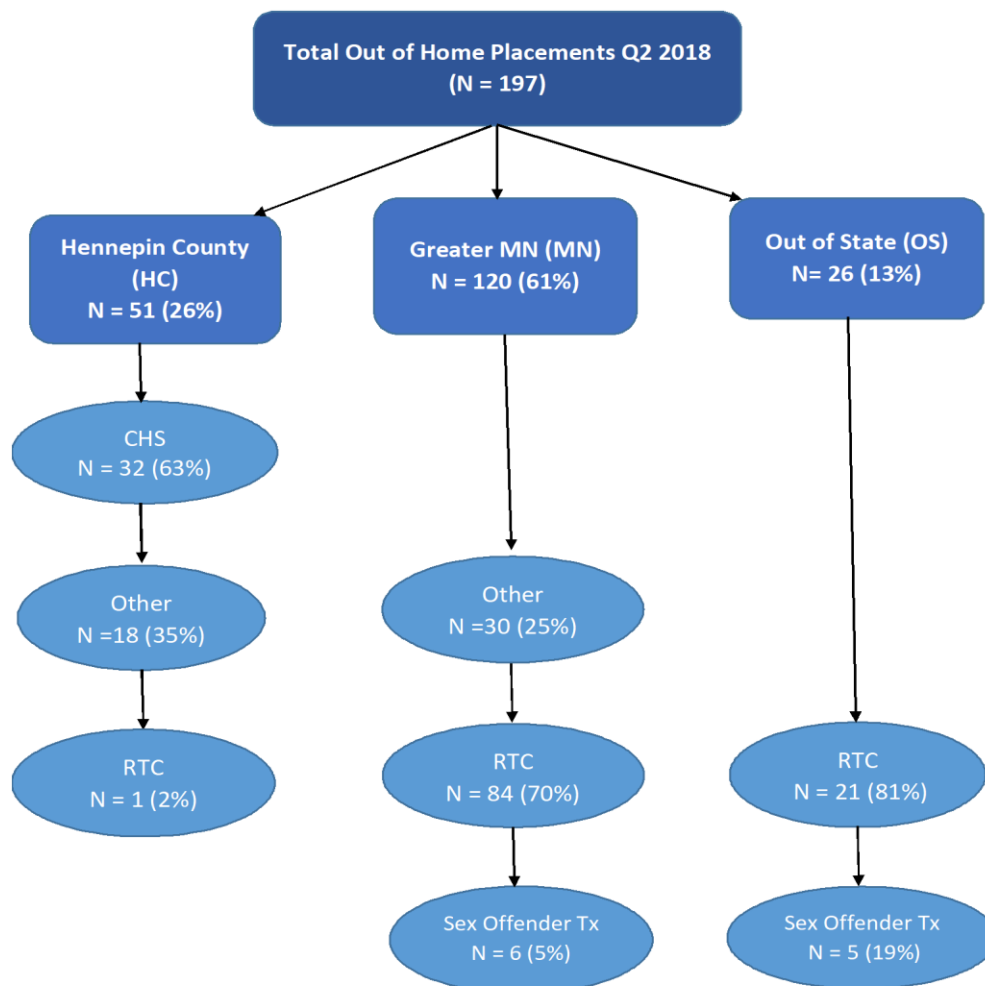 Total Out of Home Placements Q2 2018
(N = 197)
Hennepin County
(HC)
N = 51 (26%)
Greater MN (MN)
N = 120 (61%)
Out of State (OS)
N= 26 (13%)
CHS
N = 32 (63%)
Other
N =18 (35%)
RTC
N = 1 (2%)
Other
N =30 (25%)
RTC
N = 84 (70%)
Sex Offender Tx
N = 6 (5%)
RTC
N = 21 (81%)
Sex Offender Tx
N = 5 (19%)